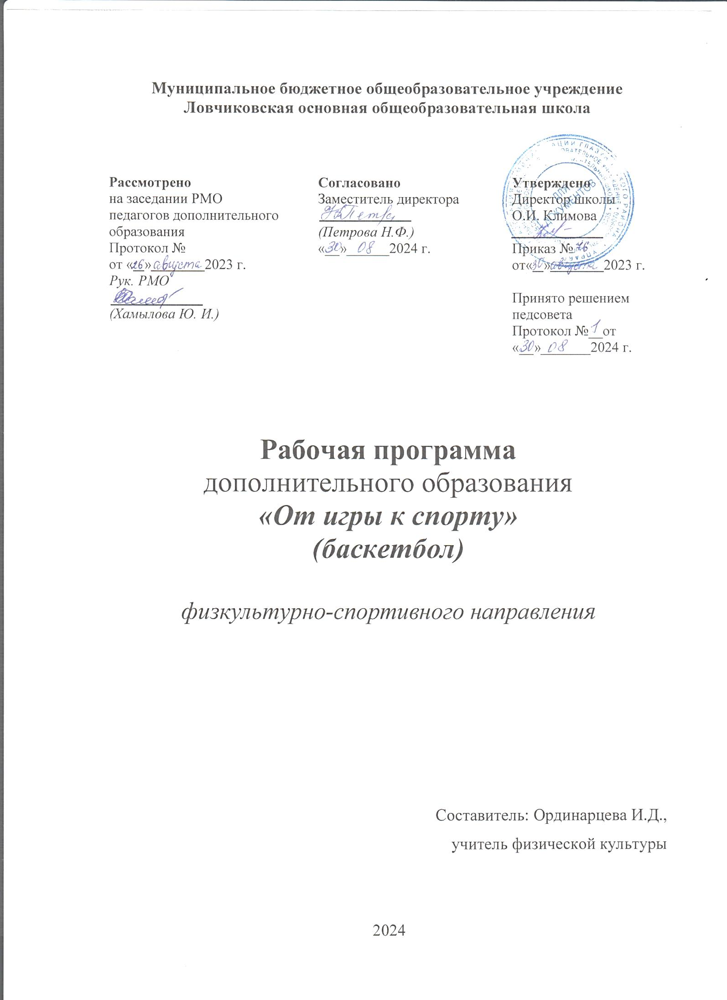 Муниципальное бюджетное общеобразовательное учреждение
Ловчиковская основная общеобразовательная школа
Рассмотрено
на заседании РМО
педагогов дополнительного
образования
Протокол №
от «26» августа 2023 г.
Рук. РМО
(Хамылова Ю. И.)
Согласовано
Заместитель директора
(Петрова Н.Ф.)
«30» 08 2024 г.
Утверждено
Директор школы
О.И. Климова
Приказ № 76
от«30»августа 2023 г.
Принято решением
педсовета
Протокол № 1 от
«30» 08 2024 г.
ДЛЯ
ДОКУМЕНТОВ
Рабочая программа
дополнительного образования
«От игры к спорту»
(баскетбол)
физкультурно-спортивного направления
Составитель: Ординарцева И.Д.,
учитель физической культуры
2024